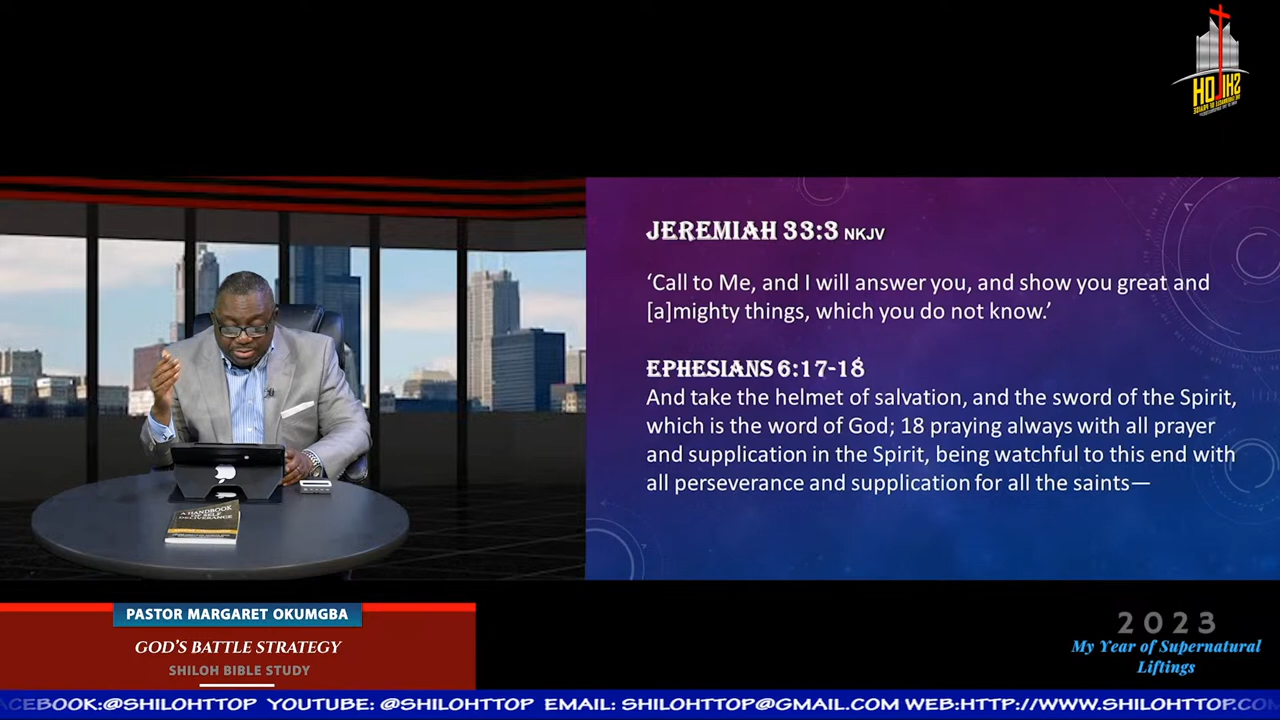 SHILOH
JEREMIAH 33:3 NKJV
‘Call to Me, and I will answer you, and show you great and
[a]mighty things, which you do not know.’
EPHESIANS 6:17-18
And take the helmet of salvation, and the sword of the Spirit,
which is the word of God; 18 praying always with all prayer
and supplication in the Spirit, being watchful to this end with
all perseverance and supplication for all the saints—
A HANDBOOK
OF SELF
DELIVERANCE
PASTOR MARGARET OKUMGBA
GOD'S BATTLE STRATEGY
SHILOH BIBLE STUDY
2023
My Year of Supernatural
Liftings
ACEBOOK:@SHILOHTTOP YOUTUBE: @SHILOHTTOP EMAIL: SHILOHTTOP@GMAIL.COM WEB:HTTP://WWW.SHILOHTTOP.CO